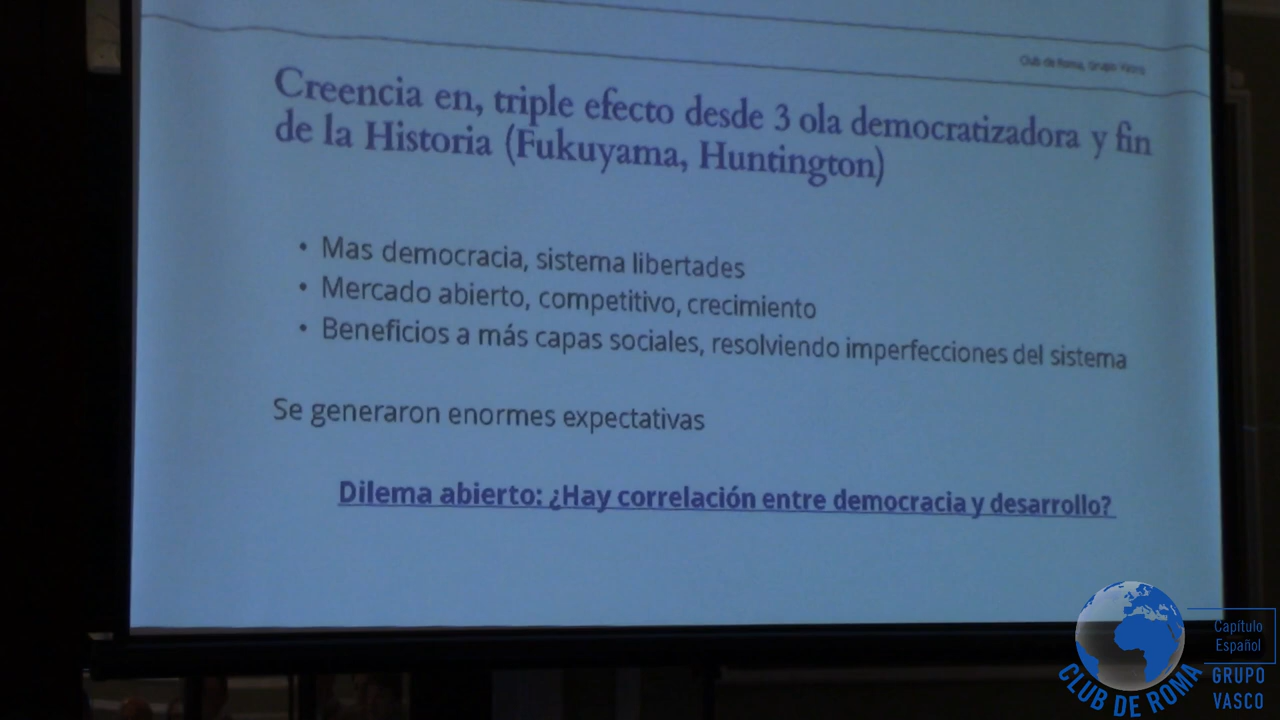 Club de Roma, Grupo Vasco
Creencia en, triple efecto desde 3 ola democratizadora y fin
de la Historia (Fukuyama, Huntington)
• Mas democracia, sistema libertades
• Mercado abierto, competitivo, crecimiento
• Beneficios a más capas sociales, resolviendo imperfecciones del sistema
Se generaron enormes expectativas
Dilema abierto: ¿Hay correlación entre democracia y desarrollo?
CLUB DE ROMA
Capítulo
Español
GRUPO
VASCO